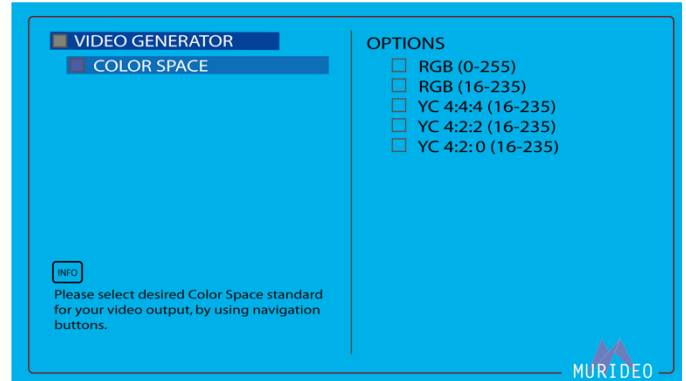 VIDEO GENERATOR
COLOR SPACE
INFO
Please select desired Color Space standard
for your video output, by using navigation
buttons.
OPTIONS
RGB (0-255)
RGB (16-235)
YC 4:4:4 (16-235)
YC 4:2:2 (16-235)
YC 4:2:0 (16-235)
MURIDEO